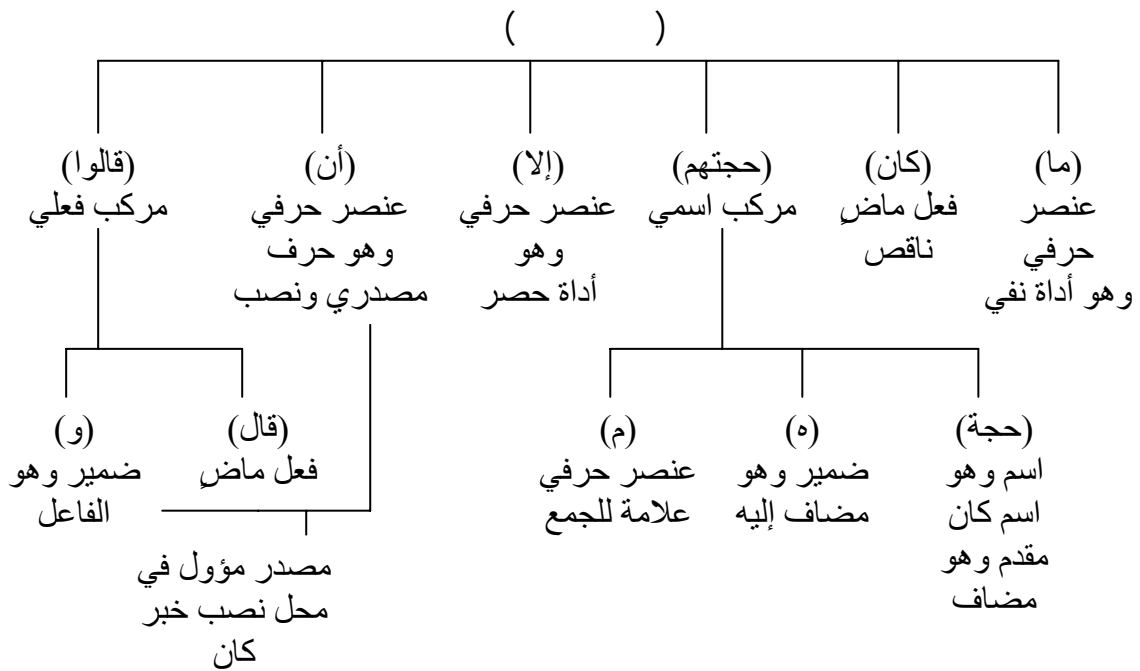 ( )
(ما)
عنصر
حرفي
وهو أداة نفي
(كان)
فعل ماضٍ
ناقص
(حجتهم)
مركب اسمي
(إلا)
عنصر حرفي
وهو
أداة حصر
(أن)
عنصر حرفي
وهو حرف
مصدري ونصب
(قالوا)
مركب فعلي
(حجة)
اسم وهو
اسم كان
مقدم وهو
مضاف
(ه)
ضمير وهو
مضاف إليه
(م)
عنصر حرفي
علامة للجمع
(قال)
فعل ماضٍ
(و)
ضمير وهو
الفاعل
مصدر مؤول في
محل نصب خبر
كان